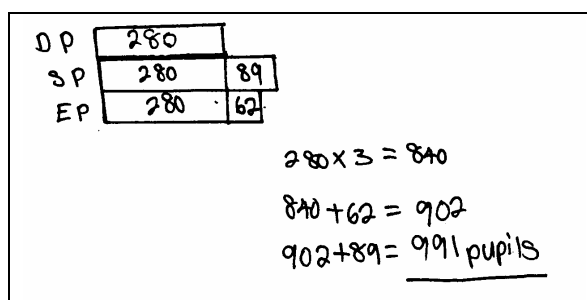 DP 280
SP 280 89
EP 280 62
280 x 3 = 840
840 + 62 = 902
902 + 89 = 991 pupils